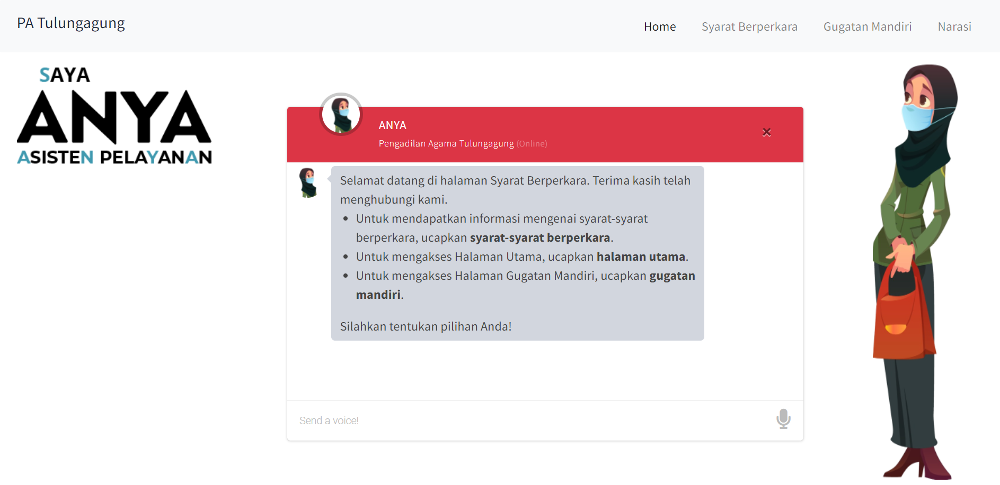 PA Tulungagung
Home
Syarat Berperkara
Gugatan Mandiri
Narasi
SAYA
ANYA
ASISTEN PELAYANAN
ANYA
Pengadilan Agama Tulungagung (Online)
Selamat datang di halaman Syarat Berperkara. Terima kasih telah
menghubungi kami.
• Untuk mendapatkan informasi mengenai syarat-syarat
berperkara, ucapkan syarat-syarat berperkara.
• Untuk mengakses Halaman Utama, ucapkan halaman utama.
• Untuk mengakses Halaman Gugatan Mandiri, ucapkan gugatan
mandiri.
Silahkan tentukan pilihan Anda!
Send a voice!